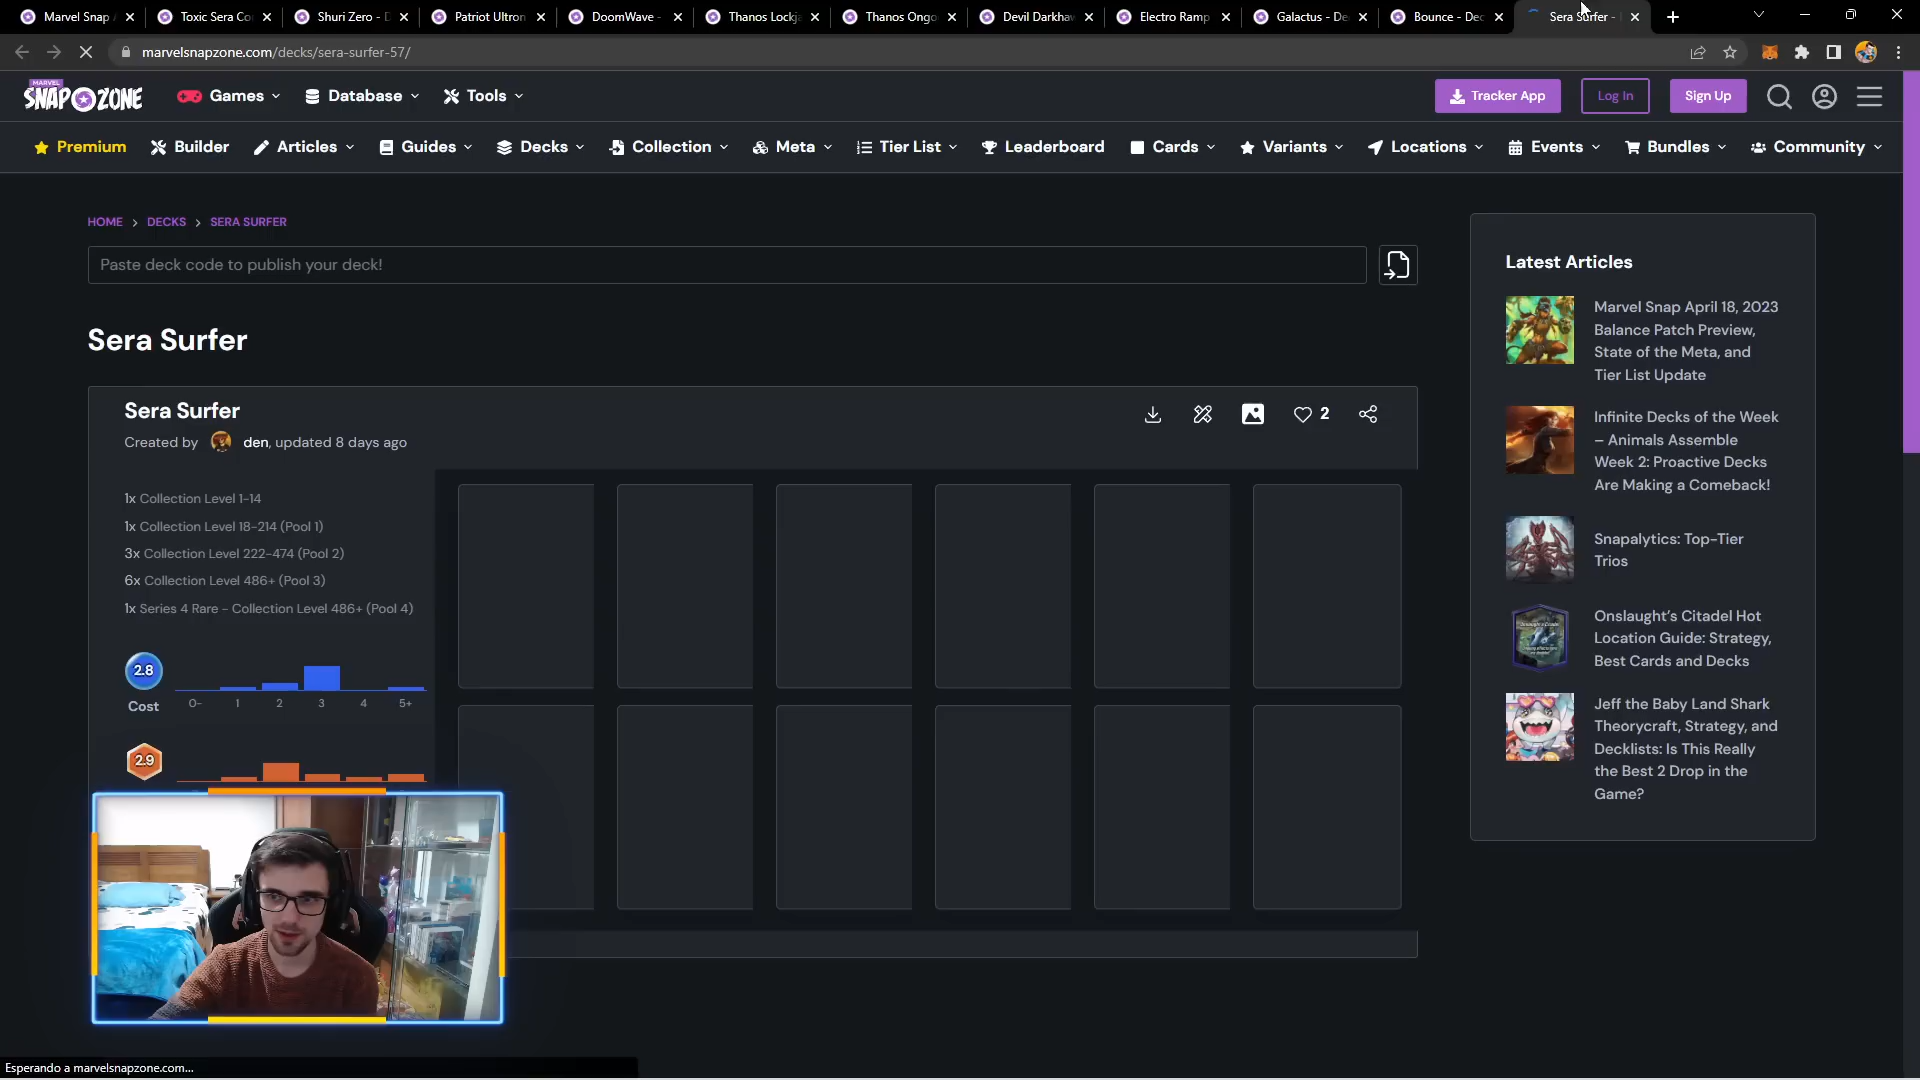 Marvel Snap
Toxic Sera Co
Shuri Zero - D
Patriot Ultron
DoomWave -
Thanos Lockja
Thanos Ongo
Devil Darkhaw
Electro Ramp
Galactus - De
Bounce - Dec
Sera Surfer -
marvelsnapzone.com/decks/sera-surfer-57/
MARVEL
SNAP ZONE
Games
Database
Tools
Tracker App
Log In
Sign Up
Premium
Builder
Articles
Guides
Decks
Collection
Meta
Tier List
Leaderboard
Cards
Variants
Locations
Events
Bundles
Community
HOME > DECKS > SERA SURFER
Paste deck code to publish your deck!
Sera Surfer
Sera Surfer
Created by den, updated 8 days ago
2
1x Collection Level 1-14
1x Collection Level 18-214 (Pool 1)
3x Collection Level 222-474 (Pool 2)
6x Collection Level 486+ (Pool 3)
1x Series 4 Rare - Collection Level 486+ (Pool 4)
2.8
Cost
0- 1 2 3 4 5+
2.9
Latest Articles
Marvel Snap April 18, 2023
Balance Patch Preview,
State of the Meta, and
Tier List Update
Infinite Decks of the Week
– Animals Assemble
Week 2: Proactive Decks
Are Making a Comeback!
Snapalytics: Top-Tier
Trios
Onslaught's Citadel Hot
Location Guide: Strategy,
Best Cards and Decks
Jeff the Baby Land Shark
Theorycraft, Strategy, and
Decklists: Is This Really
the Best 2 Drop in the
Game?
Esperando a marvelsnapzone.com...